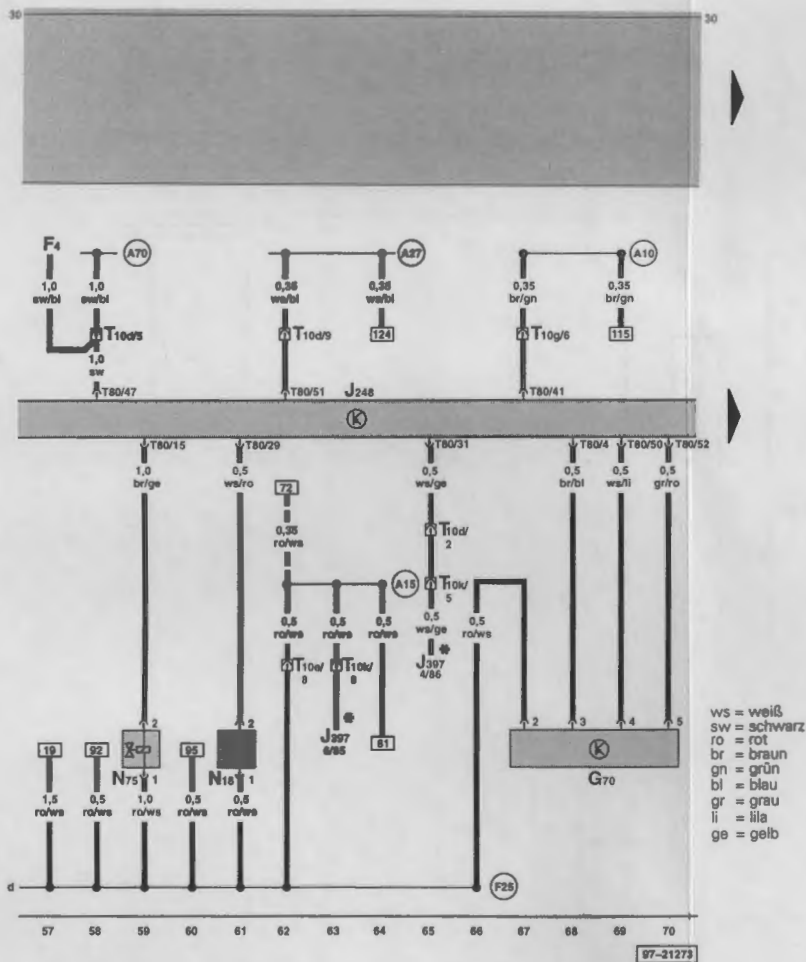 30 30
F4 A70 A27 A10
1,0 1,0 0,35 0,35 0,35 0,35
sw/bl sw/bl ws/bl ws/bl br/gn br/gn
T10d/5 T10d/9 124 T10g/6 115
1,0
sw
T80/47 T80/51 J248 T80/41
K
T80/15 T80/29 T80/31 T80/4 T80/50 T80/52
1,0 0,5 0,5 0,5 0,5 0,5
br/ge ws/ro ws/ge br/bl ws/li gr/ro
72
0,35
ro/ws
T10d/
2
A15 T10k/
5
0,5 0,5 0,5 0,5 0,5
ro/ws ro/ws ro/ws ws/ge ro/ws
T10k/
8 8
J397 *
4/86
J397 *
81
2 2 2 3 4 5
19 92 95 K
N75 1 N18 1 G70
1,5 0,5 1,0 0,5 0,5
ro/ws ro/ws ro/ws ro/ws ro/ws
d F25
57 58 59 60 61 62 63 64 65 66 67 68 69 70
97-21273
ws = weiß
sw = schwarz
ro = rot
br = braun
gn = grün
bl = blau
gr = grau
li = lila
ge = gelb